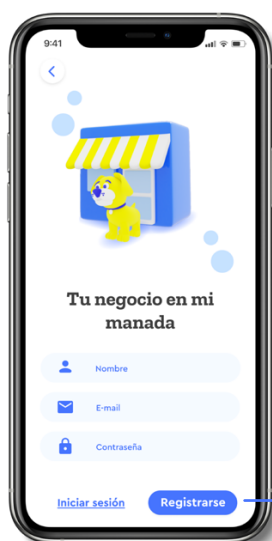 9:41
Tu negocio en mi
manada
Nombre
E-mail
Contraseña
Iniciar sesión
Registrarse